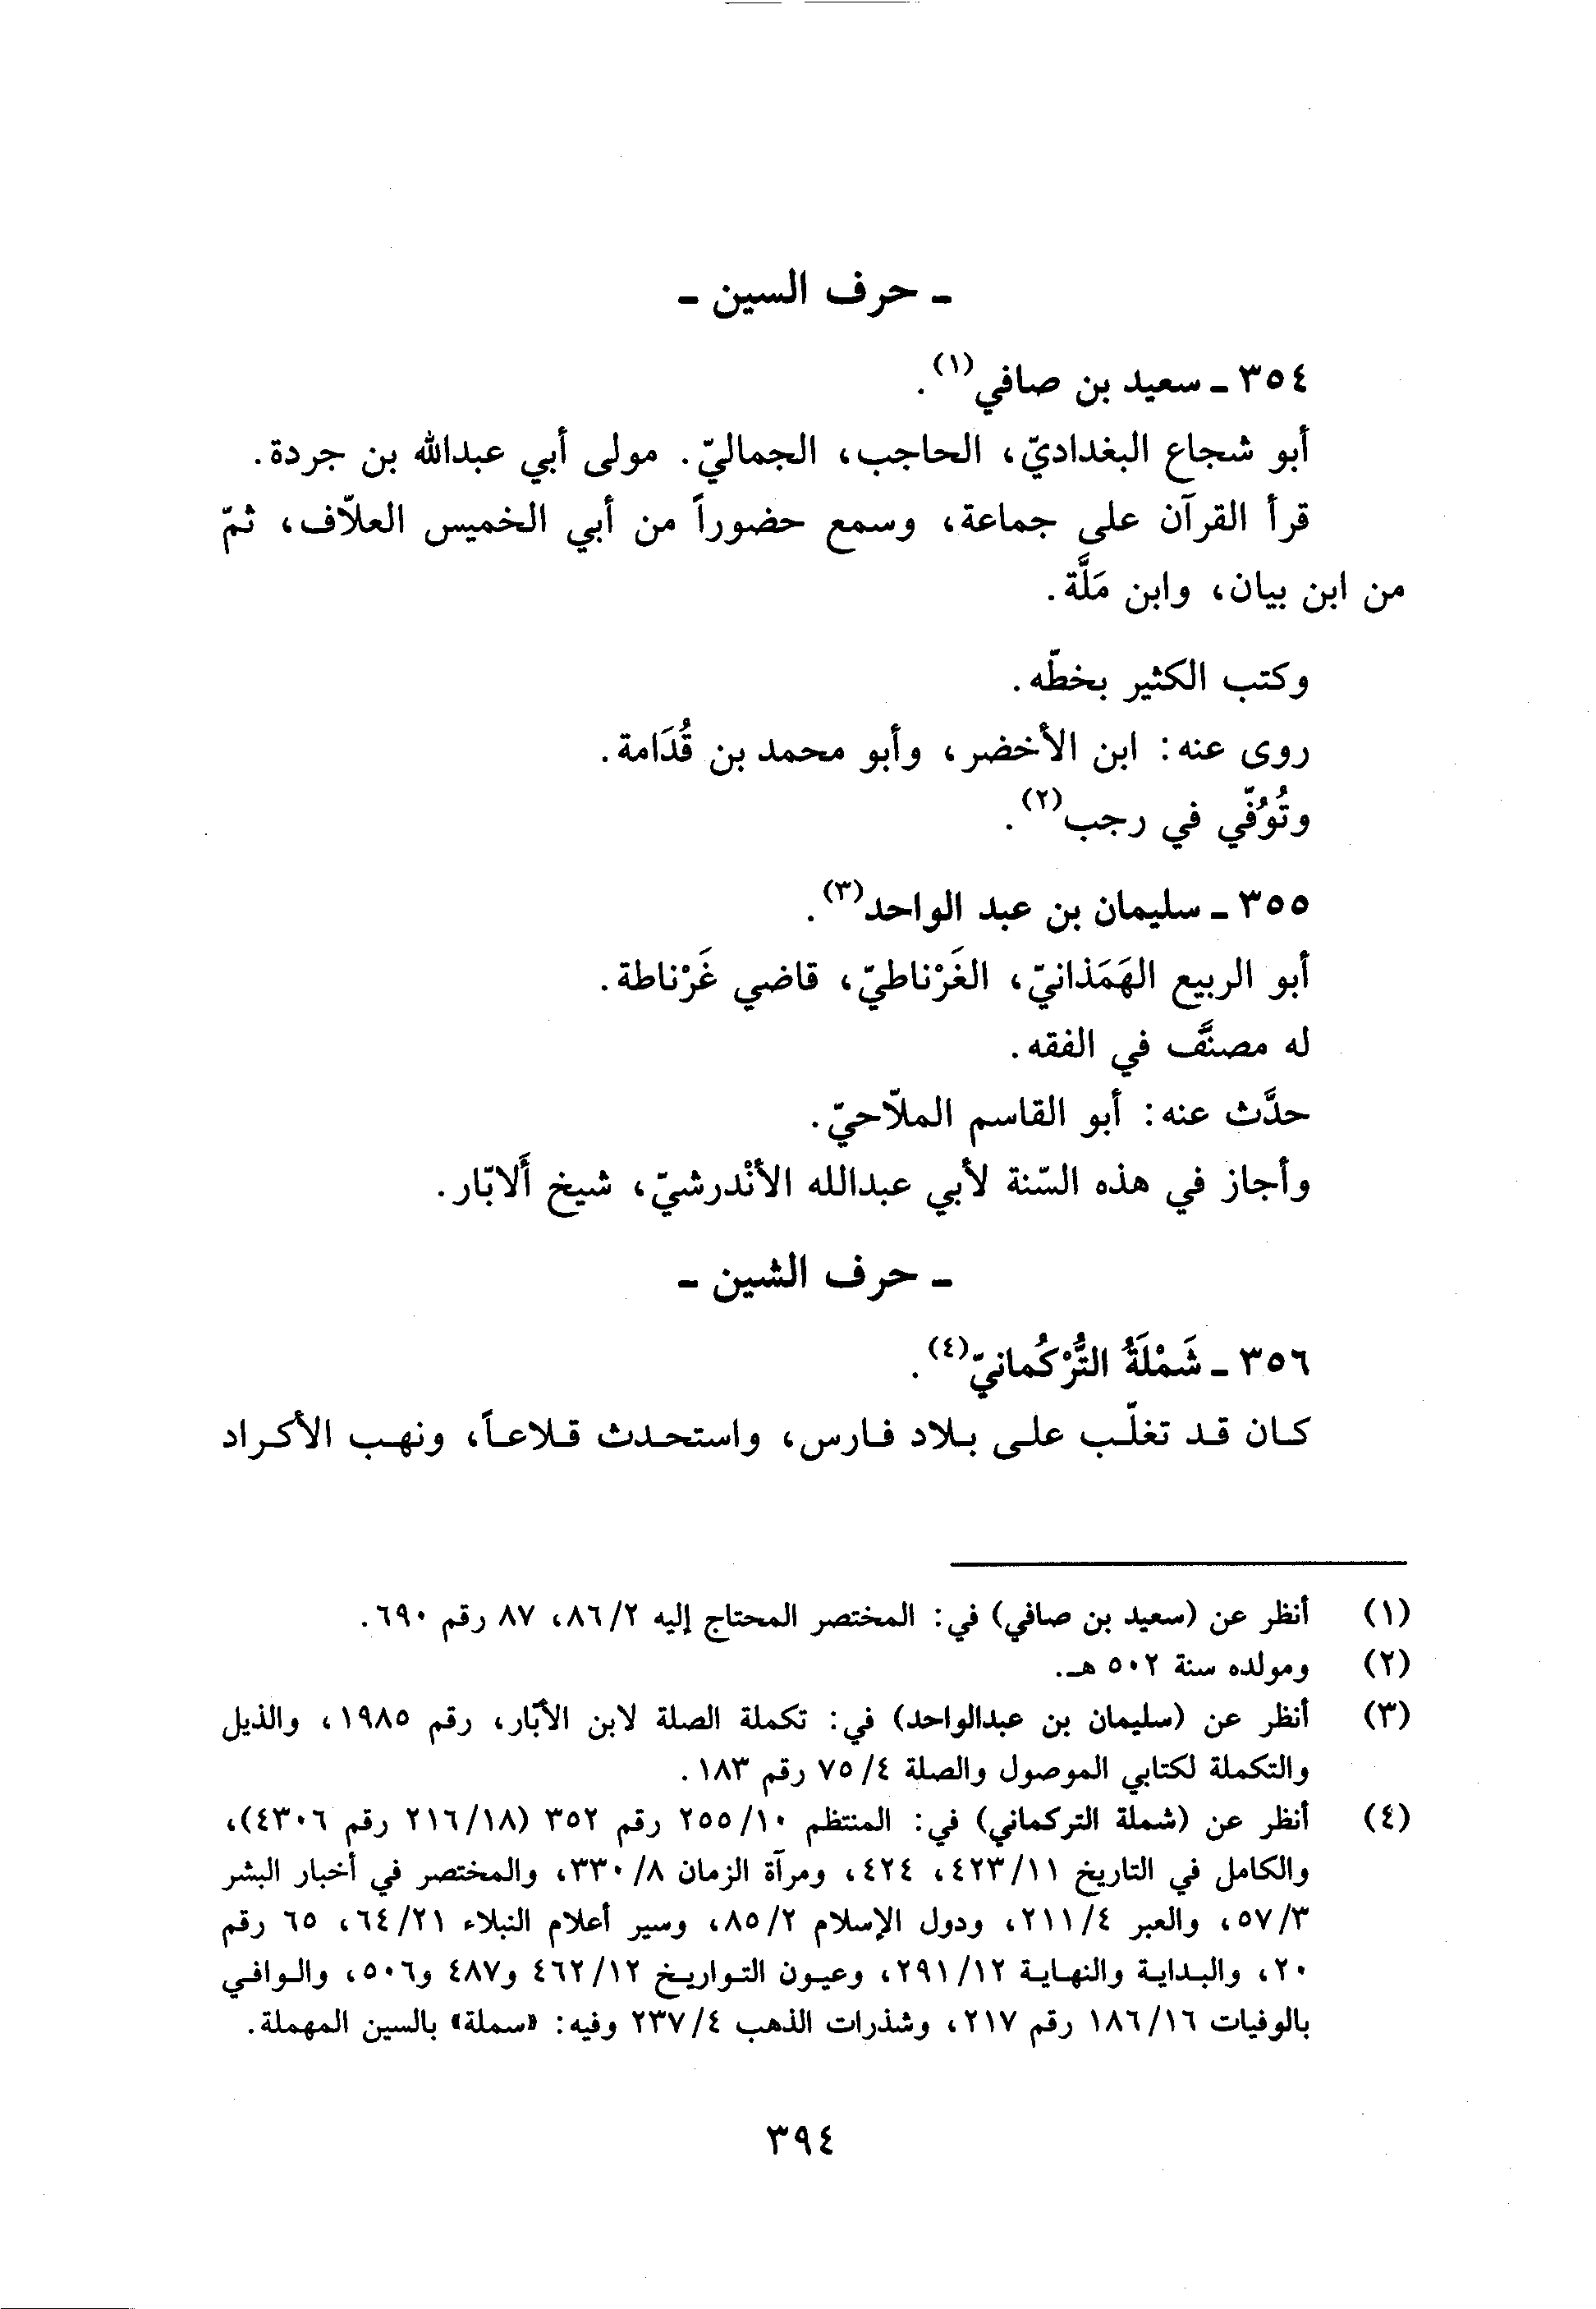 - حرف السين -
٣٥٤ - سعيد بن صافي(١).
أبو شجاع البغداديّ، الحاجب، الجماليّ. مولى أبي عبدالله بن جردة.
قرأ القرآن على جماعة، وسمع حضوراً من أبي الخميس العلاّف، ثمّ
من ابن بيان، وابن مَلَّة.
وكتب الكثير بخطّه.
روى عنه: ابن الأخضر، وأبو محمد بن قُدَامة.
وتُوُفّي في رجب(٢).
٣٥٥ - سليمان بن عبد الواحد(٣).
أبو الربيع الهَمَذانيّ، الغَرْناطيّ، قاضي غَرْناطة.
له مصنَّف في الفقه.
حدَّث عنه: أبو القاسم الملاّحيّ.
وأجاز في هذه السّنة لأبي عبدالله الأنْدرشيّ، شيخ ألابّار.
- حرف الشين -
٣٥٦ - شَمْلَةُ التُّرْكُمانيّ(٤).
كان قد تغلّب على بلاد فارس، واستحدث قلاعاً، ونهب الأكراد
(١) أنظر عن (سعيد بن صافي) في: المختصر المحتاج إليه ٨٦/٢، ٨٧ رقم ٦٩٠.
(٢) ومولده سنة ٥٠٢ هـ.
(٣) أنظر عن (سليمان بن عبدالواحد) في: تكملة الصلة لابن الأبّار، رقم ١٩٨٥، والذيل
والتكملة لكتابي الموصول والصلة ٧٥/٤ رقم ١٨٣.
(٤) أنظر عن (شملة التركماني) في: المنتظم ٢٥٥/١٠ رقم ٣٥٢ (٢١٦/١٨ رقم ٤٣٠٦)،
والكامل في التاريخ ٤٢٣/١١، ٤٢٤، ومرآة الزمان ٣٣٠/٨، والمختصر في أخبار البشر
٥٧/٣، والعبر ٢١١/٤، ودول الإسلام ٨٥/٢، وسير أعلام النبلاء ٦٤/٢١، ٦٥ رقم
٢٠، والبداية والنهاية ٢٩١/١٢، وعيون التواريخ ٤٦٢/١٢ و٤٨٧ و٥٠٦، والوافي
بالوفيات ١٨٦/١٦ رقم ٢١٧، وشذرات الذهب ٢٣٧/٤ وفيه: «سملة» بالسين المهملة.
٣٩٤